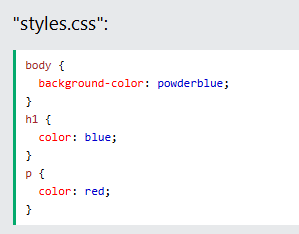 "styles.css":
body {
  background-color: powderblue;
}
h1 {
  color: blue;
}
p {
  color: red;
}